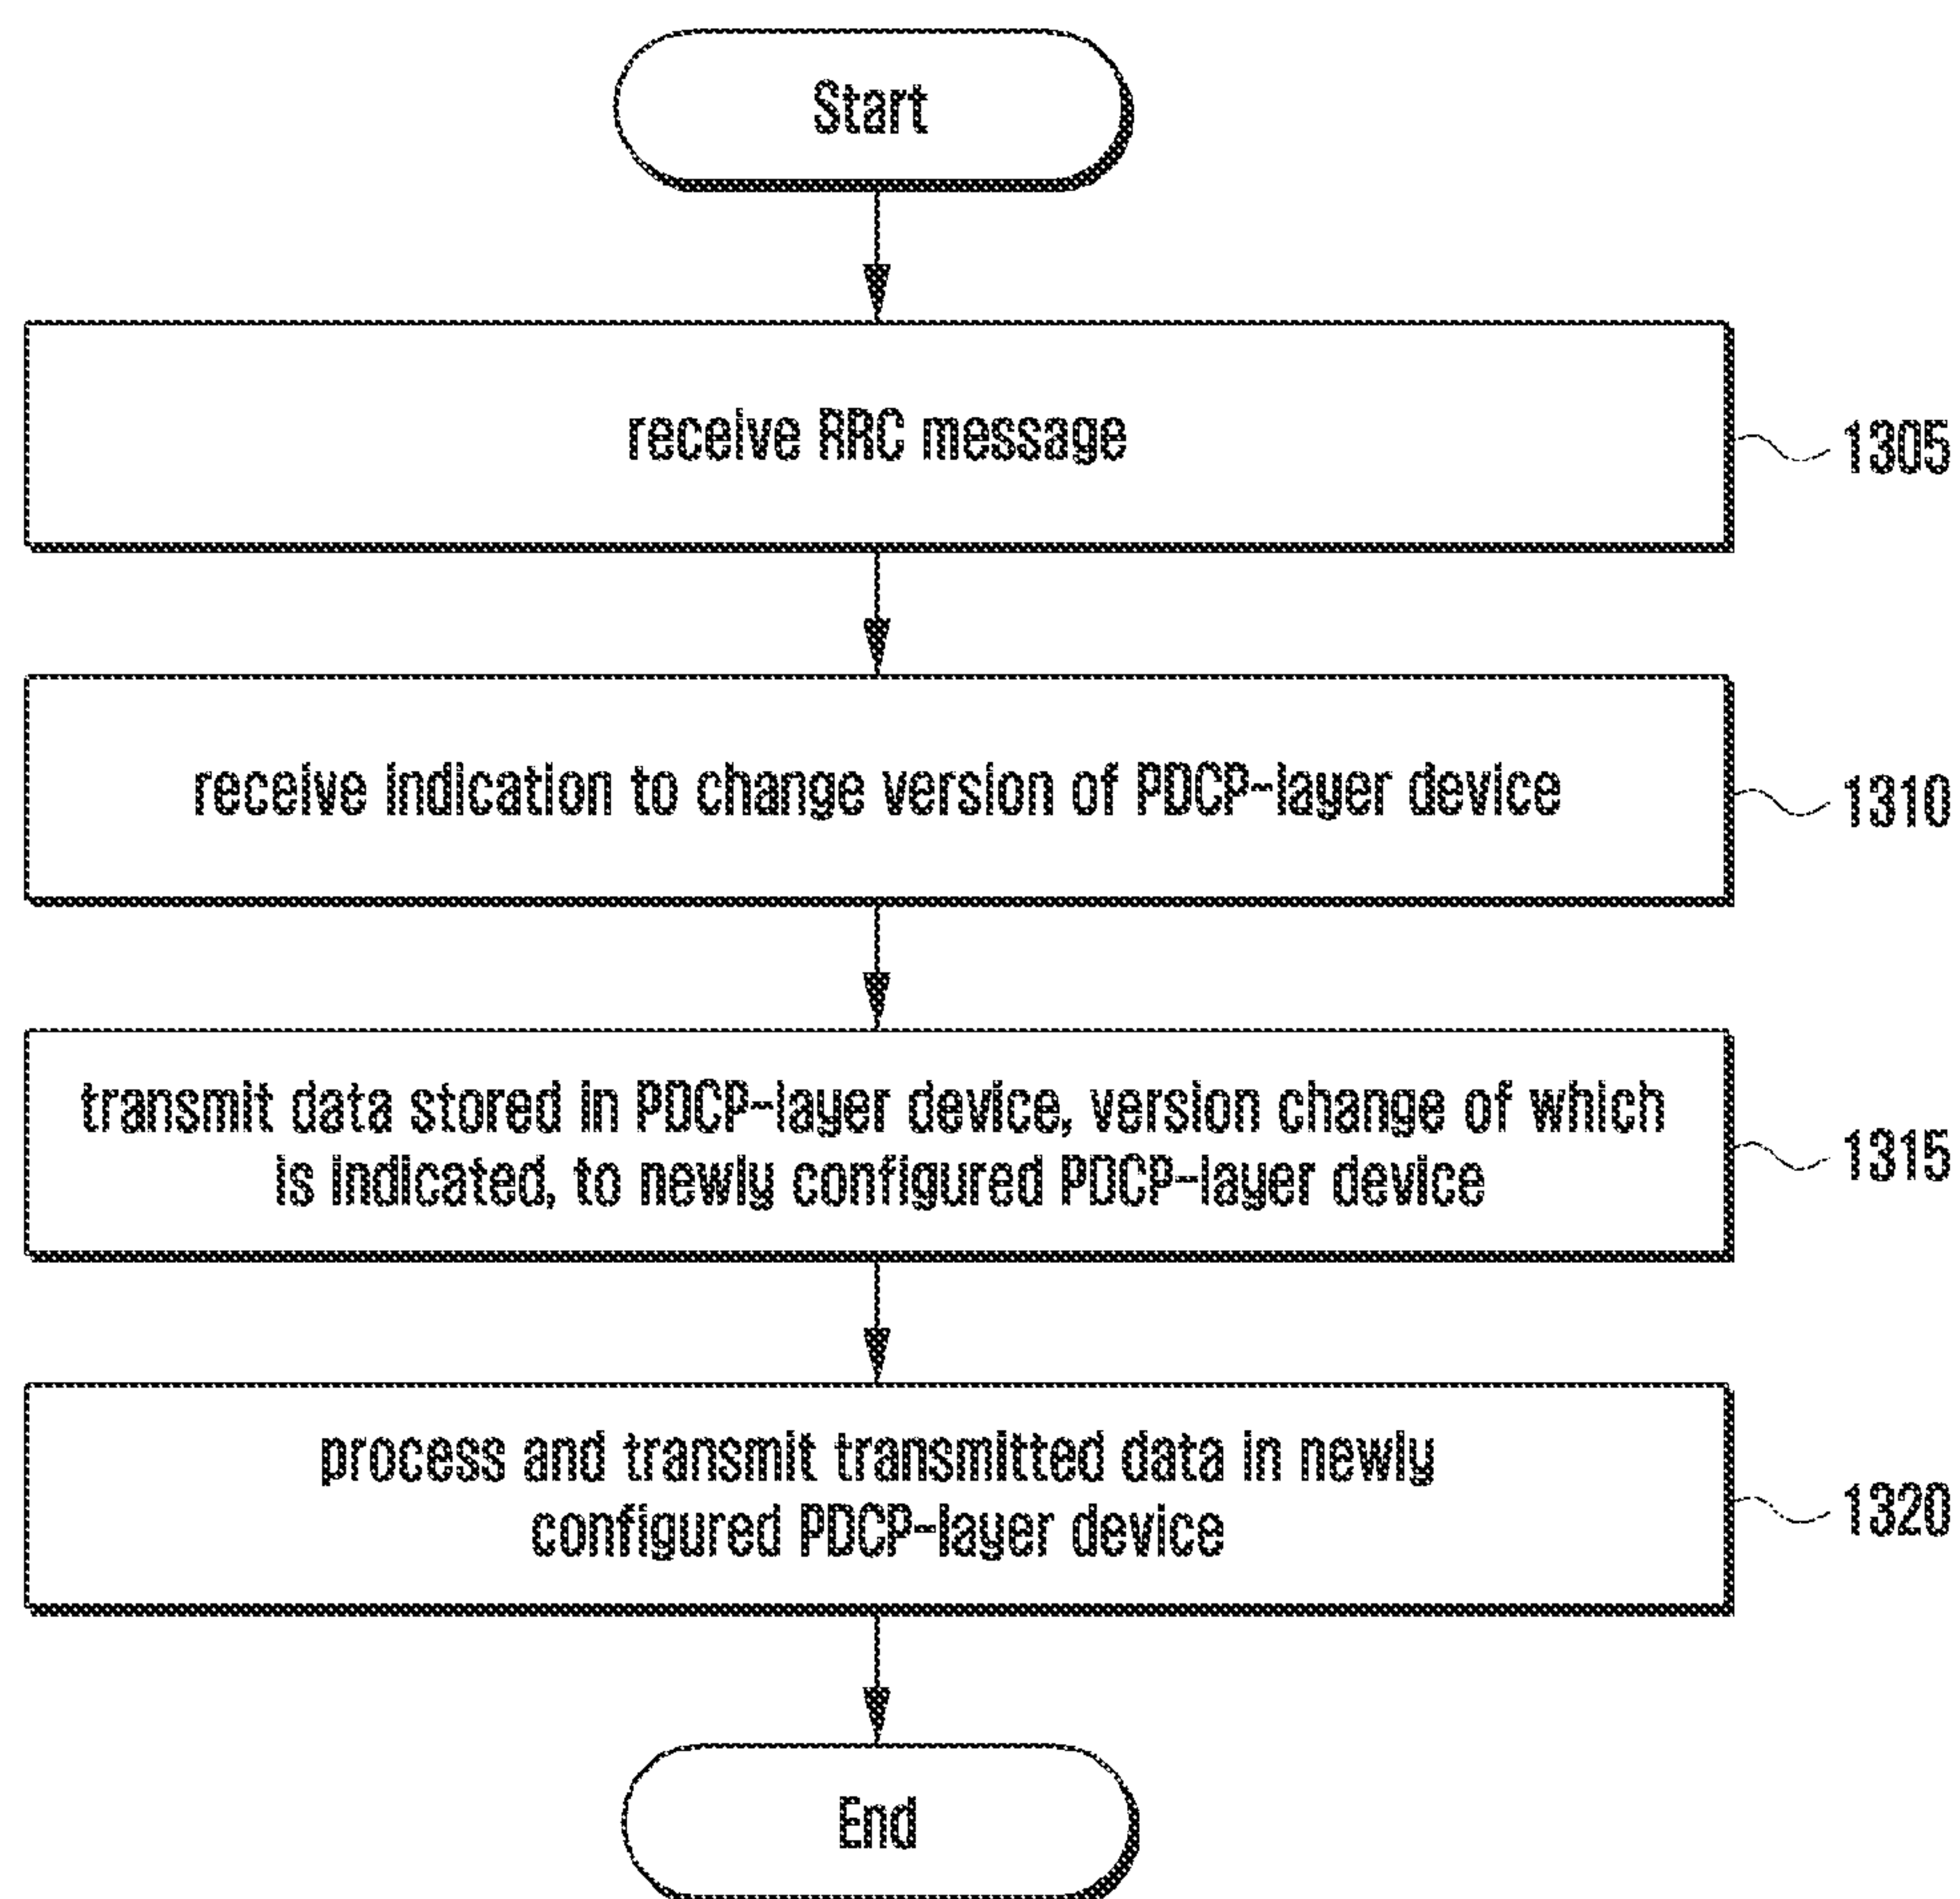 Start
receive RRC message
1305
receive indication to change version of PDCP-layer device
1310
transmit data stored in PDCP-layer device, version change of which
is indicated, to newly configured PDCP-layer device
1315
process and transmit transmitted data in newly
configured PDCP-layer device
1320
End